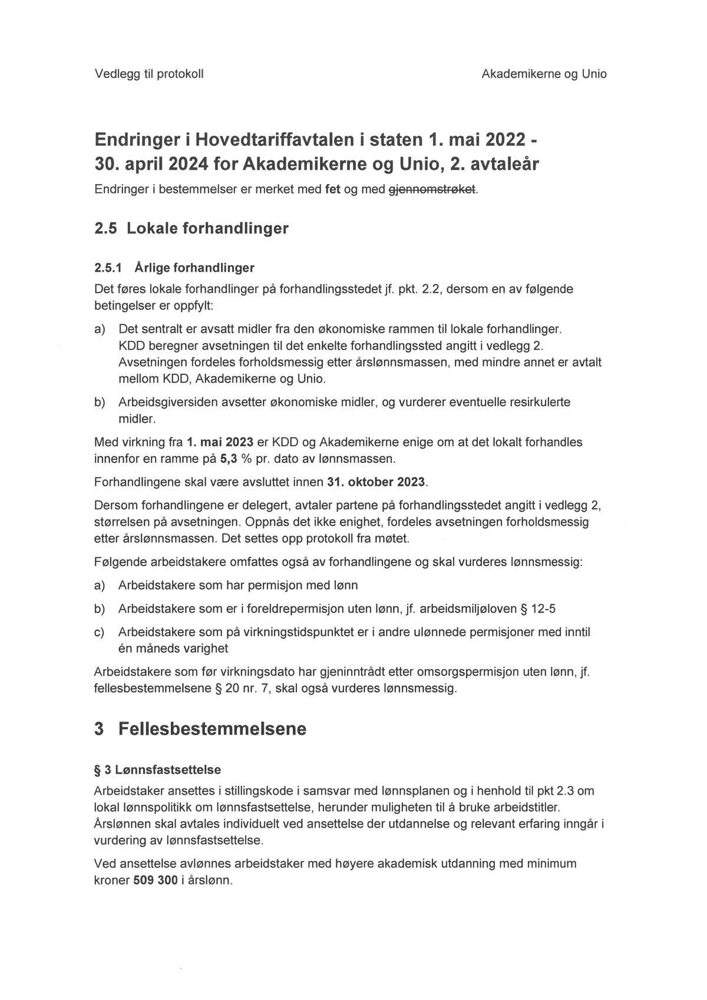 Vedlegg til protokoll
Akademikerne og Unio
Endringer i Hovedtariffavtalen i staten 1. mai 2022 -
30. april 2024 for Akademikerne og Unio, 2. avtaleår
Endringer i bestemmelser er merket med fet og med gjennomstrøket.
2.5 Lokale forhandlinger
2.5.1 Årlige forhandlinger
Det føres lokale forhandlinger på forhandlingsstedet jf. pkt. 2.2, dersom en av følgende
betingelser er oppfylt:
a) Det sentralt er avsatt midler fra den økonomiske rammen til lokale forhandlinger.
KDD beregner avsetningen til det enkelte forhandlingssted angitt i vedlegg 2.
Avsetningen fordeles forholdsmessig etter årslønnsmassen, med mindre annet er avtalt
mellom KDD, Akademikerne og Unio.
b) Arbeidsgiversiden avsetter økonomiske midler, og vurderer eventuelle resirkulerte
midler.
Med virkning fra 1. mai 2023 er KDD og Akademikerne enige om at det lokalt forhandles
innenfor en ramme på 5,3 % pr. dato av lønnsmassen.
Forhandlingene skal være avsluttet innen 31. oktober 2023.
Dersom forhandlingene er delegert, avtaler partene på forhandlingsstedet angitt i vedlegg 2,
størrelsen på avsetningen. Oppnås det ikke enighet, fordeles avsetningen forholdsmessig
etter årslønnsmassen. Det settes opp protokoll fra møtet.
Følgende arbeidstakere omfattes også av forhandlingene og skal vurderes lønnsmessig:
a) Arbeidstakere som har permisjon med lønn
b) Arbeidstakere som er i foreldrepermisjon uten lønn, jf. arbeidsmiljøloven § 12-5
c) Arbeidstakere som på virkningstidspunktet er i andre ulønnede permisjoner med inntil
én måneds varighet
Arbeidstakere som før virkningsdato har gjeninntrådt etter omsorgspermisjon uten lønn, jf.
fellesbestemmelsene § 20 nr. 7, skal også vurderes lønnsmessig.
3 Fellesbestemmelsene
§ 3 Lønnsfastsettelse
Arbeidstaker ansettes i stillingskode i samsvar med lønnsplanen og i henhold til pkt 2.3 om
lokal lønnspolitikk om lønnsfastsettelse, herunder muligheten til å bruke arbeidstitler.
Årslønnen skal avtales individuelt ved ansettelse der utdannelse og relevant erfaring inngår i
vurdering av lønnsfastsettelse.
Ved ansettelse avlønnes arbeidstaker med høyere akademisk utdanning med minimum
kroner 509 300 i årslønn.